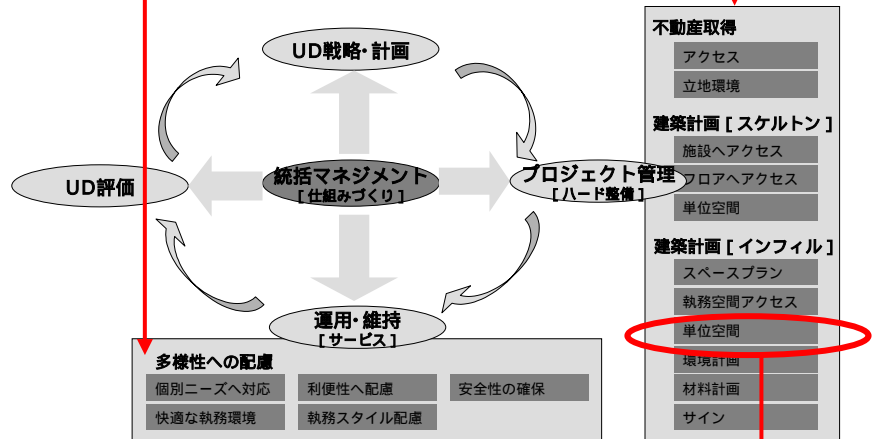 UD戦略・計画
UD評価
統括マネジメント
[仕組みづくり]
プロジェクト管理
[ハード整備]
運用・維持
[サービス]
多様性への配慮
個別ニーズへ対応
利便性へ配慮
安全性の確保
快適な執務環境
執務スタイル配慮
不動産取得
アクセス
立地環境
建築計画 [ スケルトン ]
施設へアクセス
フロアへアクセス
単位空間
建築計画 [ インフィル ]
スペースプラン
執務空間アクセス
単位空間
環境計画
材料計画
サイン